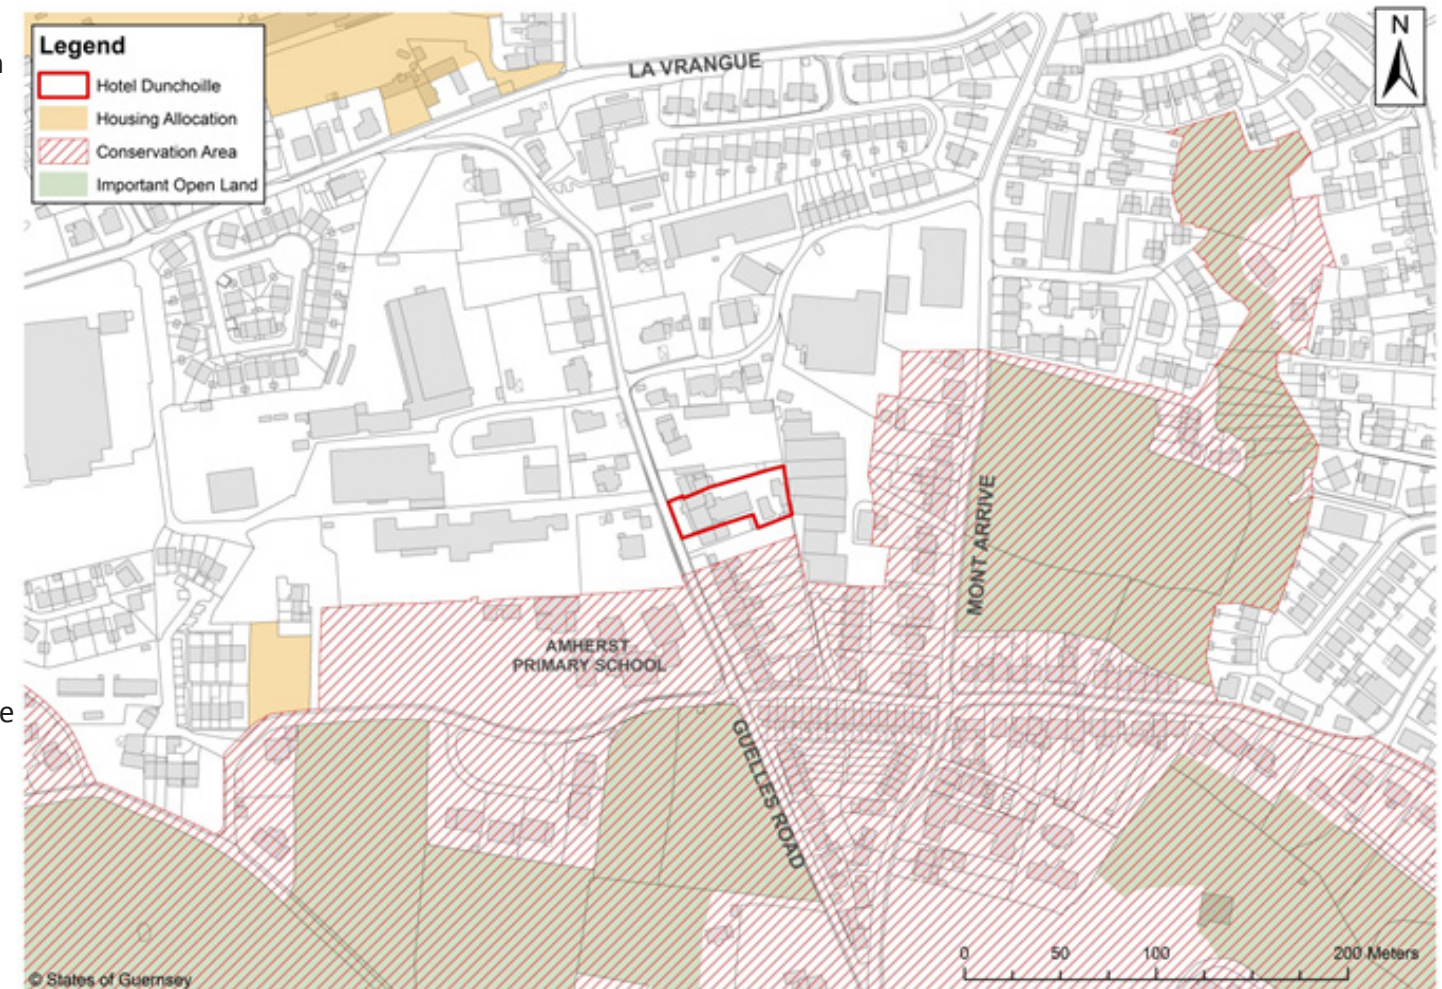 Legend
Hotel Dunchoille
Housing Allocation
Conservation Area
Important Open Land
N
LA VRANGUE
MONT ARRIVE
AMHERST
PRIMARY SCHOOL
GUELLES ROAD
0 50 100 200 Meters
© States of Guernsey